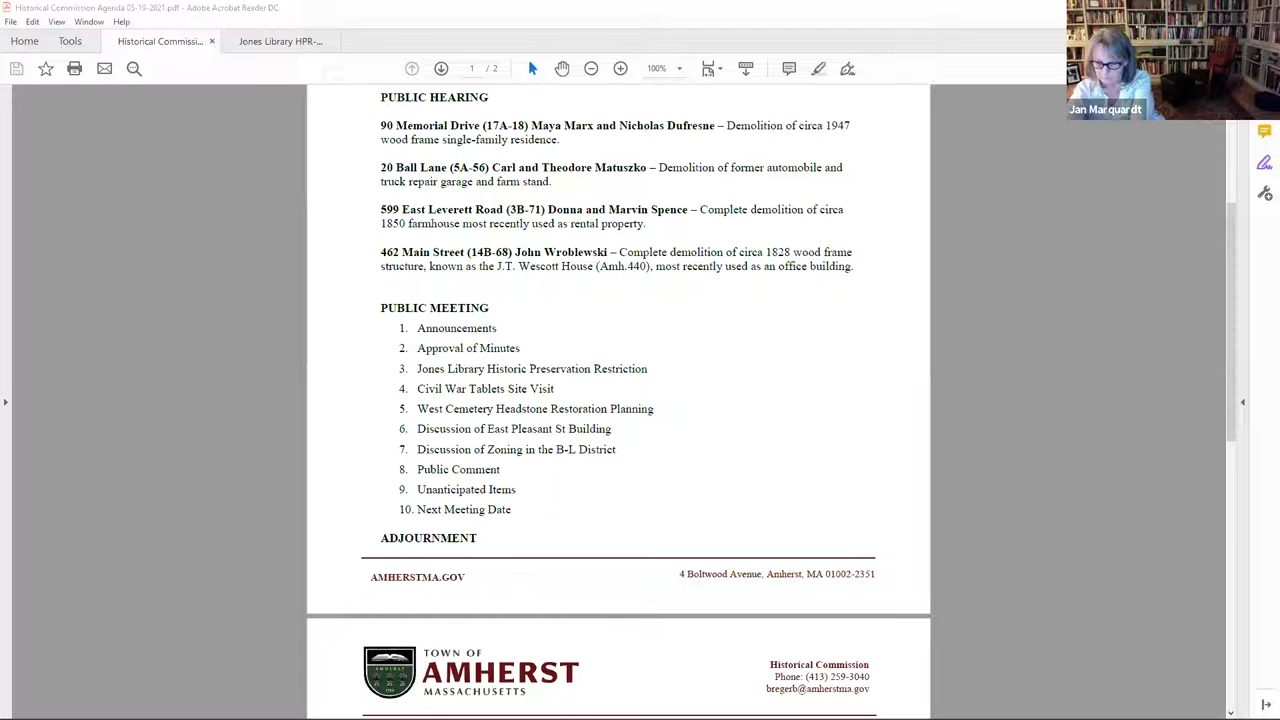 Historical Commission Agenda 05-19-2021.pdf - Adobe Acrobat Reader DC
File Edit View Window Help
Home Tools Historical Commissi... × Jones Library HPR-...
100%
Jan Marquardt
PUBLIC HEARING
90 Memorial Drive (17A-18) Maya Marx and Nicholas Dufresne – Demolition of circa 1947
wood frame single-family residence.
20 Ball Lane (5A-56) Carl and Theodore Matuszko – Demolition of former automobile and
truck repair garage and farm stand.
599 East Leverett Road (3B-71) Donna and Marvin Spence – Complete demolition of circa
1850 farmhouse most recently used as rental property.
462 Main Street (14B-68) John Wroblewski – Complete demolition of circa 1828 wood frame
structure, known as the J.T. Wescott House (Amh.440), most recently used as an office building.
PUBLIC MEETING
1. Announcements
2. Approval of Minutes
3. Jones Library Historic Preservation Restriction
4. Civil War Tablets Site Visit
5. West Cemetery Headstone Restoration Planning
6. Discussion of East Pleasant St Building
7. Discussion of Zoning in the B-L District
8. Public Comment
9. Unanticipated Items
10. Next Meeting Date
ADJOURNMENT
AMHERSTMA.GOV 4 Boltwood Avenue, Amherst, MA 01002-2351
TOWN OF
AMHERST
MASSACHUSETTS
Historical Commission
Phone: (413) 259-3040
bregerb@amherstma.gov